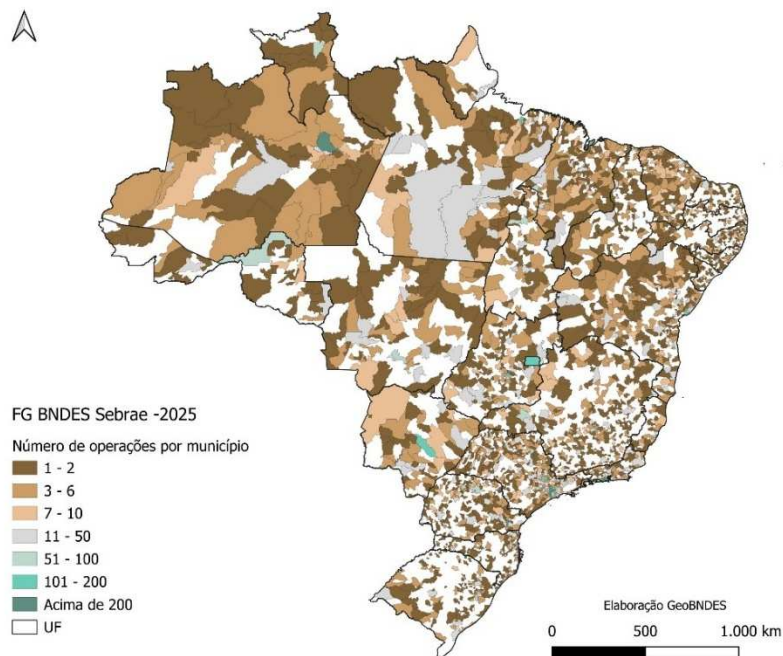 FG BNDES Sebrae -2025
Número de operações por município
1 - 2
3 - 6
7 - 10
11 - 50
51 - 100
101 - 200
Acima de 200
UF
Elaboração GeoBNDES
0 500 1.000 km